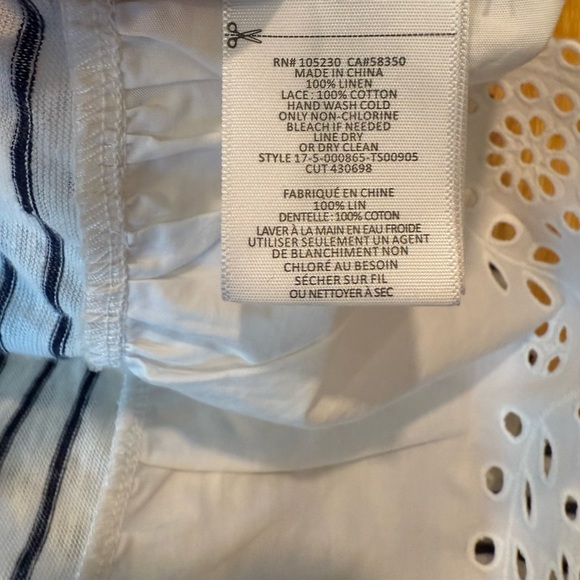 RN# 105230 CA#58350
MADE IN CHINA
100% LINEN
LACE: 100% COTTON
HAND WASH COLD
ONLY NON-CHLORINE
BLEACH IF NEEDED
LINE DRY
OR DRY CLEAN
STYLE 17-5-000865-TS00905
CUT 430698
FABRIQUÉ EN CHINE
100% LIN
DENTELLE: 100% COTON
LAVER À LA MAIN EN EAU FROIDE
UTILISER SEULEMENT UN AGENT
DE BLANCHIMENT NON
CHLORÉ AU BESOIN
SÉCHER SUR FIL
OU NETTOYER À SEC